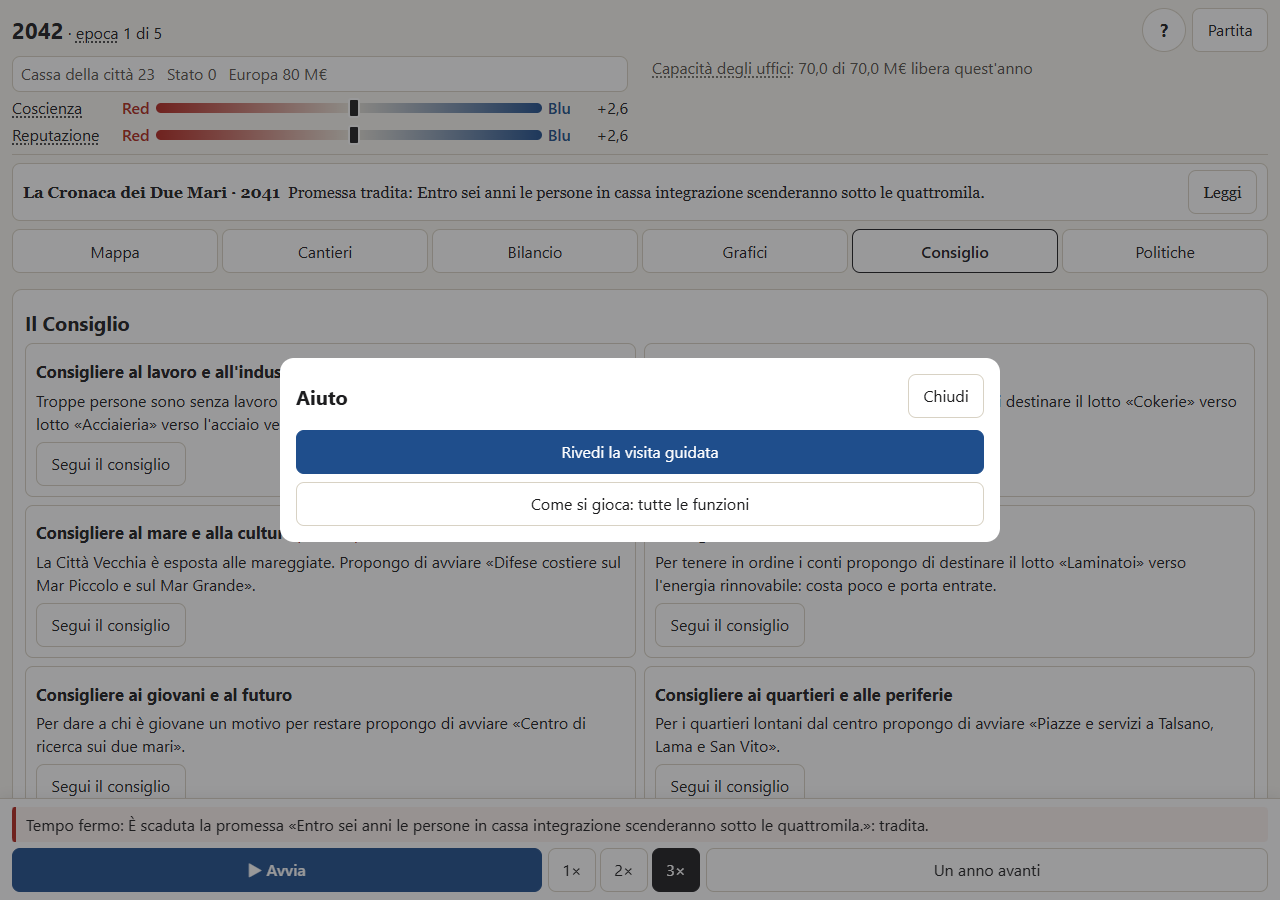 2042 · epoca 1 di 5
? Partita
Cassa della città 23 Stato 0 Europa 80 M€
Capacità degli uffici: 70,0 di 70,0 M€ libera quest'anno
Coscienza Red Blu +2,6
Reputazione Red Blu +2,6
La Cronaca dei Due Mari · 2041 Promessa tradita: Entro sei anni le persone in cassa integrazione scenderanno sotto le quattromila.
Leggi
Mappa Cantieri Bilancio Grafici Consiglio Politiche
Il Consiglio
Consigliere al lavoro e all'indus
Troppe persone sono senza lavoro
lotto «Acciaieria» verso l'acciaio ve
Segui il consiglio
destinare il lotto «Cokerie» verso
Aiuto
Chiudi
Rivedi la visita guidata
Come si gioca: tutte le funzioni
Consigliere al mare e alla cultu
La Città Vecchia è esposta alle mareggiate. Propongo di avviare «Difese costiere sul
Mar Piccolo e sul Mar Grande».
Segui il consiglio
Per tenere in ordine i conti propongo di destinare il lotto «Laminatoi» verso
l'energia rinnovabile: costa poco e porta entrate.
Segui il consiglio
Consigliere ai giovani e al futuro
Per dare a chi è giovane un motivo per restare propongo di avviare «Centro di
ricerca sui due mari».
Segui il consiglio
Consigliere ai quartieri e alle periferie
Per i quartieri lontani dal centro propongo di avviare «Piazze e servizi a Talsano,
Lama e San Vito».
Segui il consiglio
Tempo fermo: È scaduta la promessa «Entro sei anni le persone in cassa integrazione scenderanno sotto le quattromila.»: tradita.
▶ Avvia 1× 2× 3× Un anno avanti